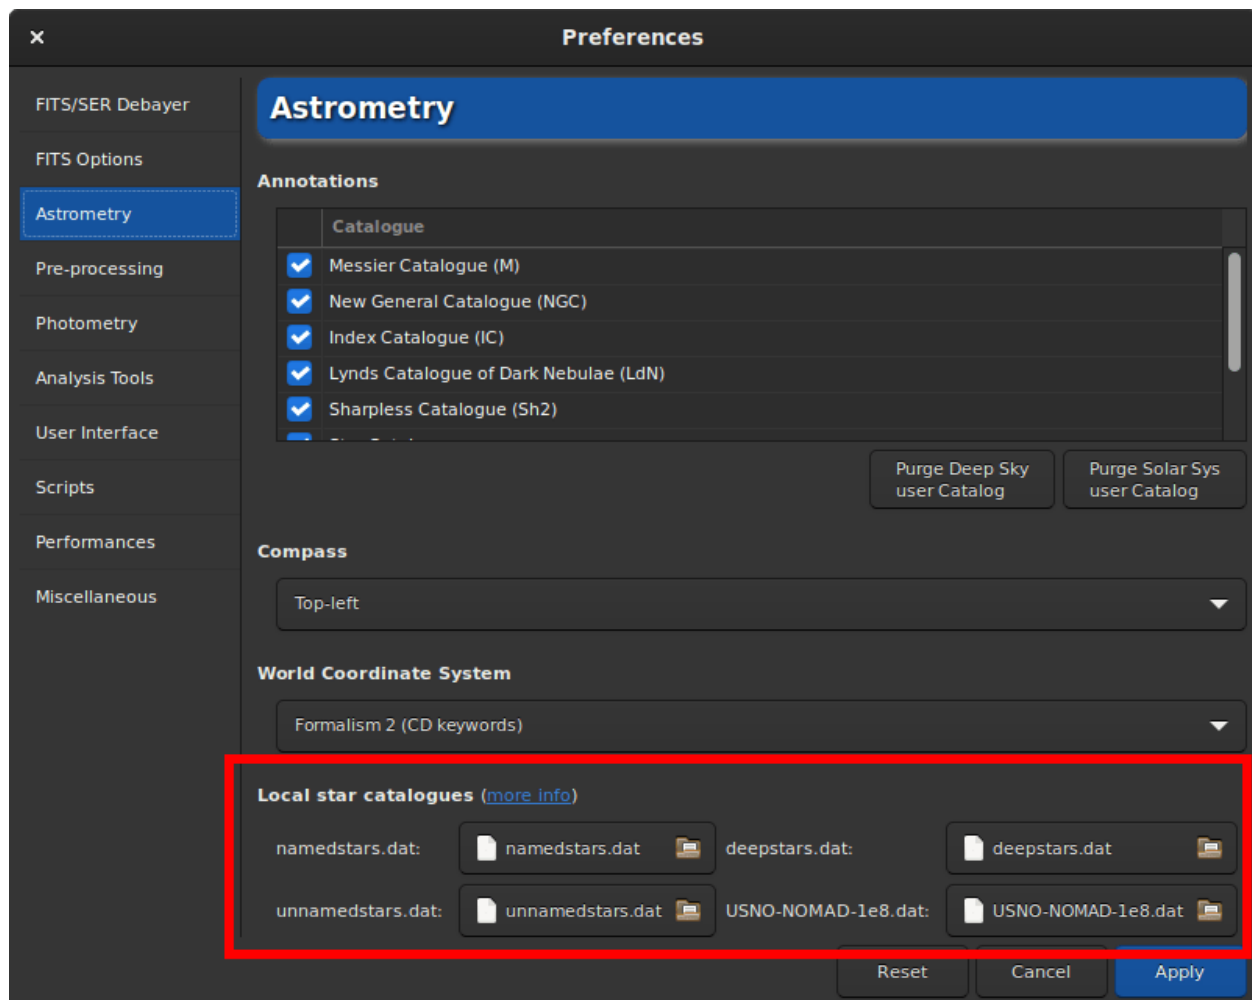 Preferences
FITS/SER Debayer
FITS Options
Astrometry
Pre-processing
Photometry
Analysis Tools
User Interface
Scripts
Performances
Miscellaneous
Astrometry
Annotations
Catalogue
Messier Catalogue (M)
New General Catalogue (NGC)
Index Catalogue (IC)
Lynds Catalogue of Dark Nebulae (LdN)
Sharpless Catalogue (Sh2)
Purge Deep Sky
user Catalog
Purge Solar Sys
user Catalog
Compass
Top-left
World Coordinate System
Formalism 2 (CD keywords)
Local star catalogues (more info)
namedstars.dat: namedstars.dat deepstars.dat: deepstars.dat
unnamedstars.dat: unnamedstars.dat USNO-NOMAD-1e8.dat: USNO-NOMAD-1e8.dat
Reset Cancel Apply